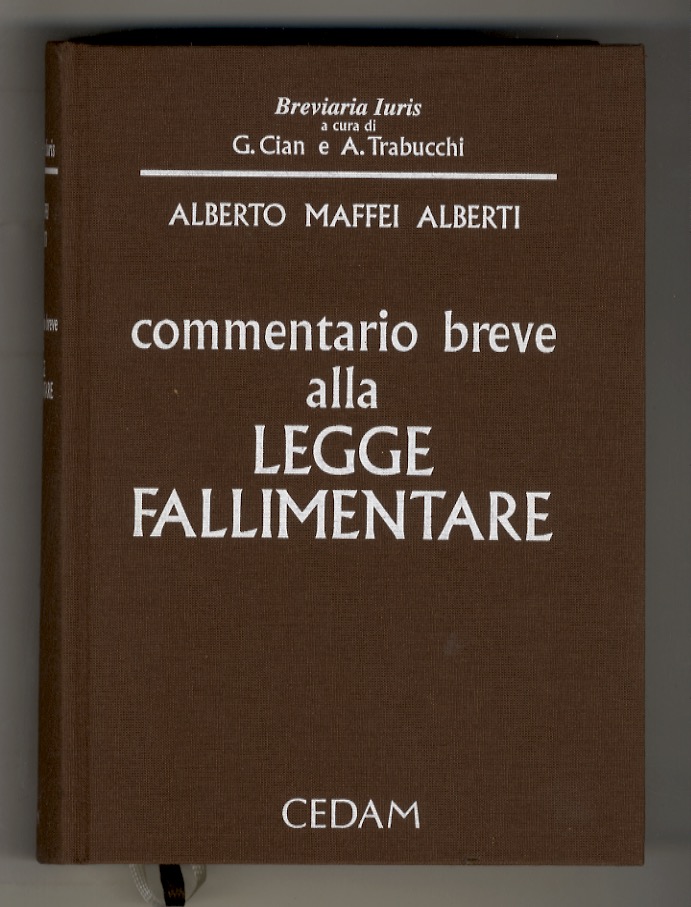 Breviaria Iuris
a cura di
G. Cian e A. Trabucchi
ALBERTO MAFFEI ALBERTI
commentario breve
alla
LEGGE
FALLIMENTARE
CEDAM